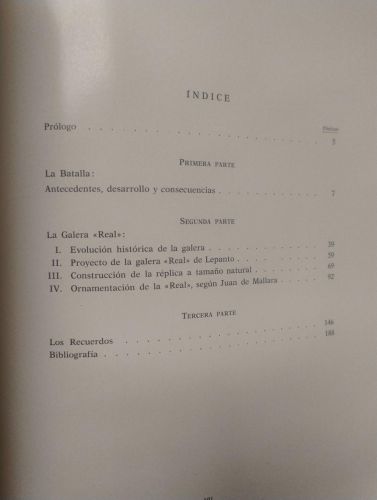 INDICE
Páginas
Prólogo . . . . . . . . . . . . . . . . . . . . 5
PRIMERA PARTE
La Batalla:
Antecedentes, desarrollo y consecuencias . . . . . . . . . . . 7
SEGUNDA PARTE
La Galera «Real»:
I. Evolución histórica de la galera . . . . . . . . . . . 39
II. Proyecto de la galera «Real» de Lepanto . . . . . . . . 59
III. Construcción de la réplica a tamaño natural . . . . . . . 69
IV. Ornamentación de la «Real», según Juan de Mallara . . . . 92
TERCERA PARTE
Los Recuerdos . . . . . . . . . . . . . . . . . 146
Bibliografía . . . . . . . . . . . . . . . . . . 188